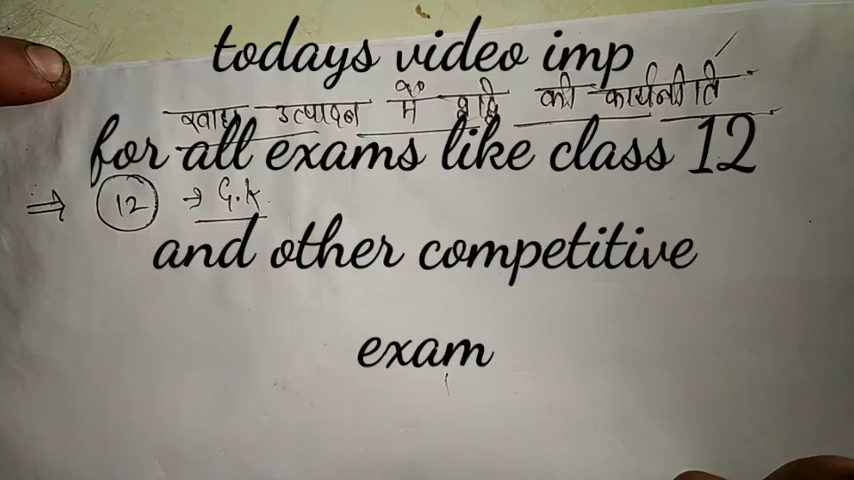 todays video imp
खाद्य उत्पादन में वृद्धि की कार्यनीति
for all exams like class 12
⇒ 12 → G.K
and other competitive
exam